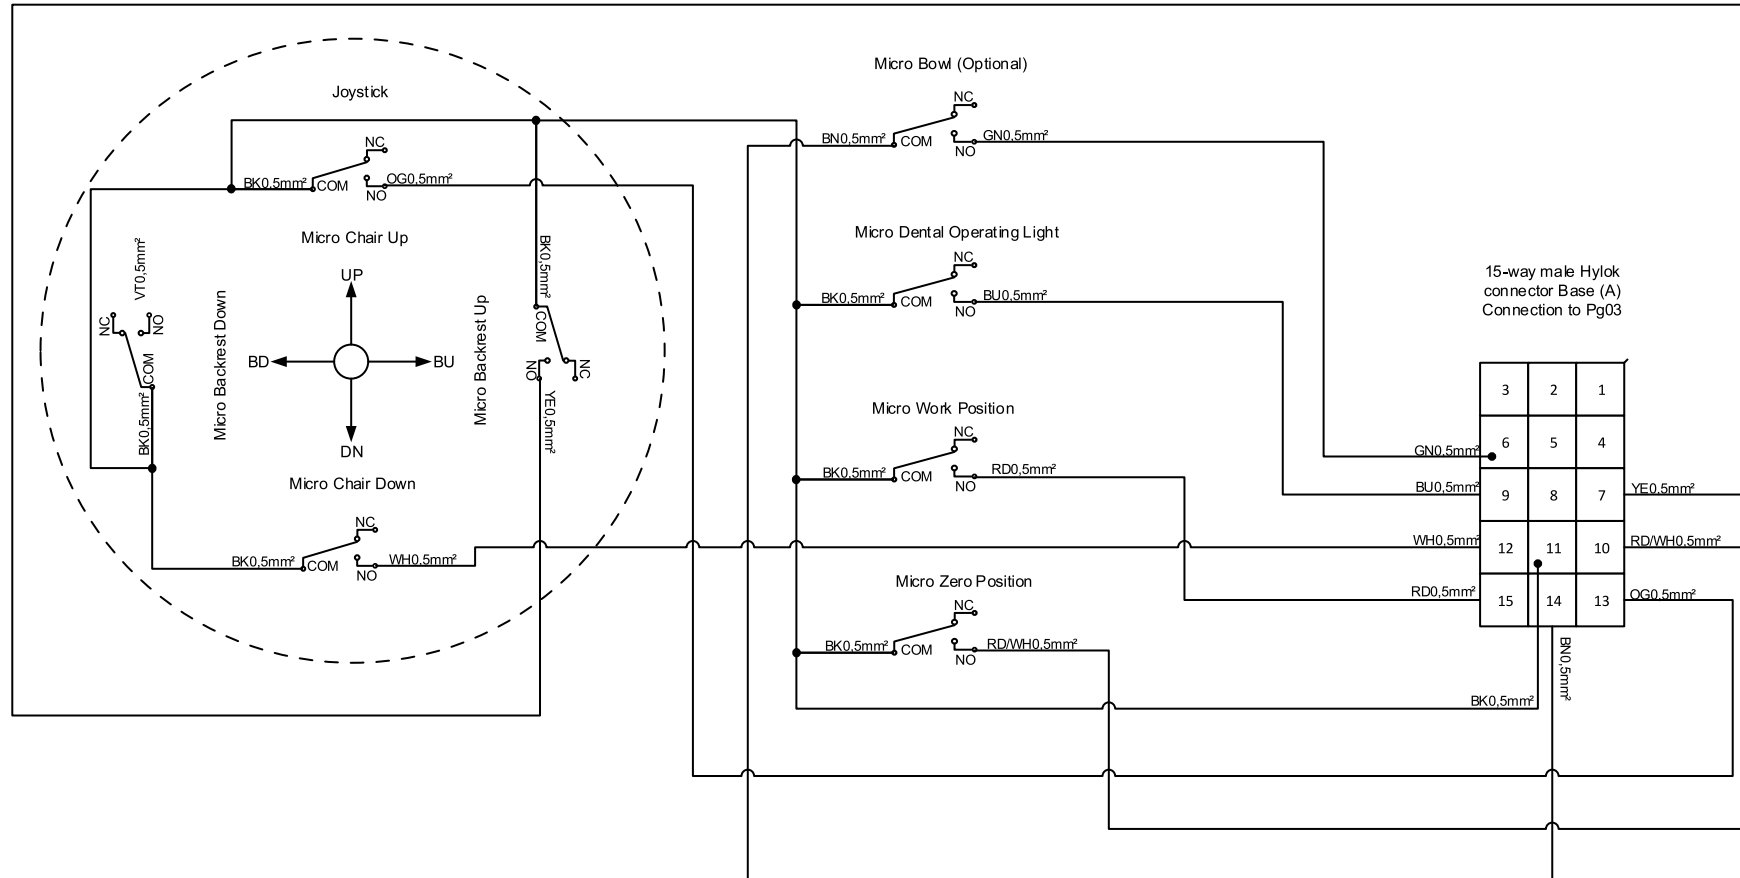 Micro Bowl (Optional)
Joystick
NC
BN0,5mm²
COM
NO
GN0,5mm²
NC
BK0,5mm²
COM
NO
OG0,5mm²
Micro Chair Up
Micro Dental Operating Light
NC
BK0,5mm²
COM
NO
BU0,5mm²
VT0,5mm²
NC
NO
COM
BK0,5mm²
Micro Backrest Down
UP
BD
BU
DN
Micro Backrest Up
BK0,5mm²
COM
NO
NC
YE0,5mm²
15-way male Hylok
connector Base (A)
Connection to Pg03
Micro Work Position
NC
BK0,5mm²
COM
NO
RD0,5mm²
Micro Chair Down
NC
BK0,5mm²
COM
NO
WH0,5mm²
Micro Zero Position
NC
BK0,5mm²
COM
NO
RD/WH0,5mm²
3 2 1
GN0,5mm² 6 5 4
BU0,5mm² 9 8 7 YE0,5mm²
WH0,5mm² 12 11 10 RD/WH0,5mm²
RD0,5mm² 15 14 13 OG0,5mm²
BN0,5mm²
BK0,5mm²